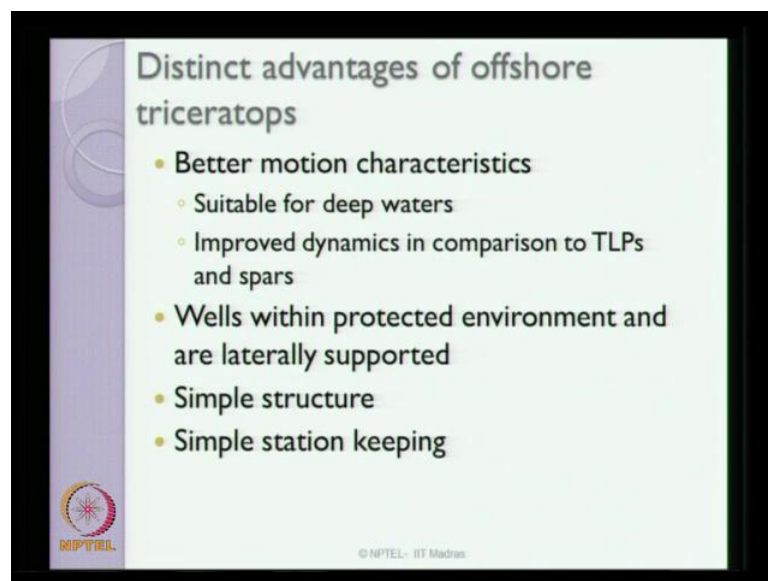 Distinct advantages of offshore
triceratops
• Better motion characteristics
◦ Suitable for deep waters
◦ Improved dynamics in comparison to TLPs
and spars
• Wells within protected environment and
are laterally supported
• Simple structure
• Simple station keeping
NPTEL
© NPTEL- IIT Madras